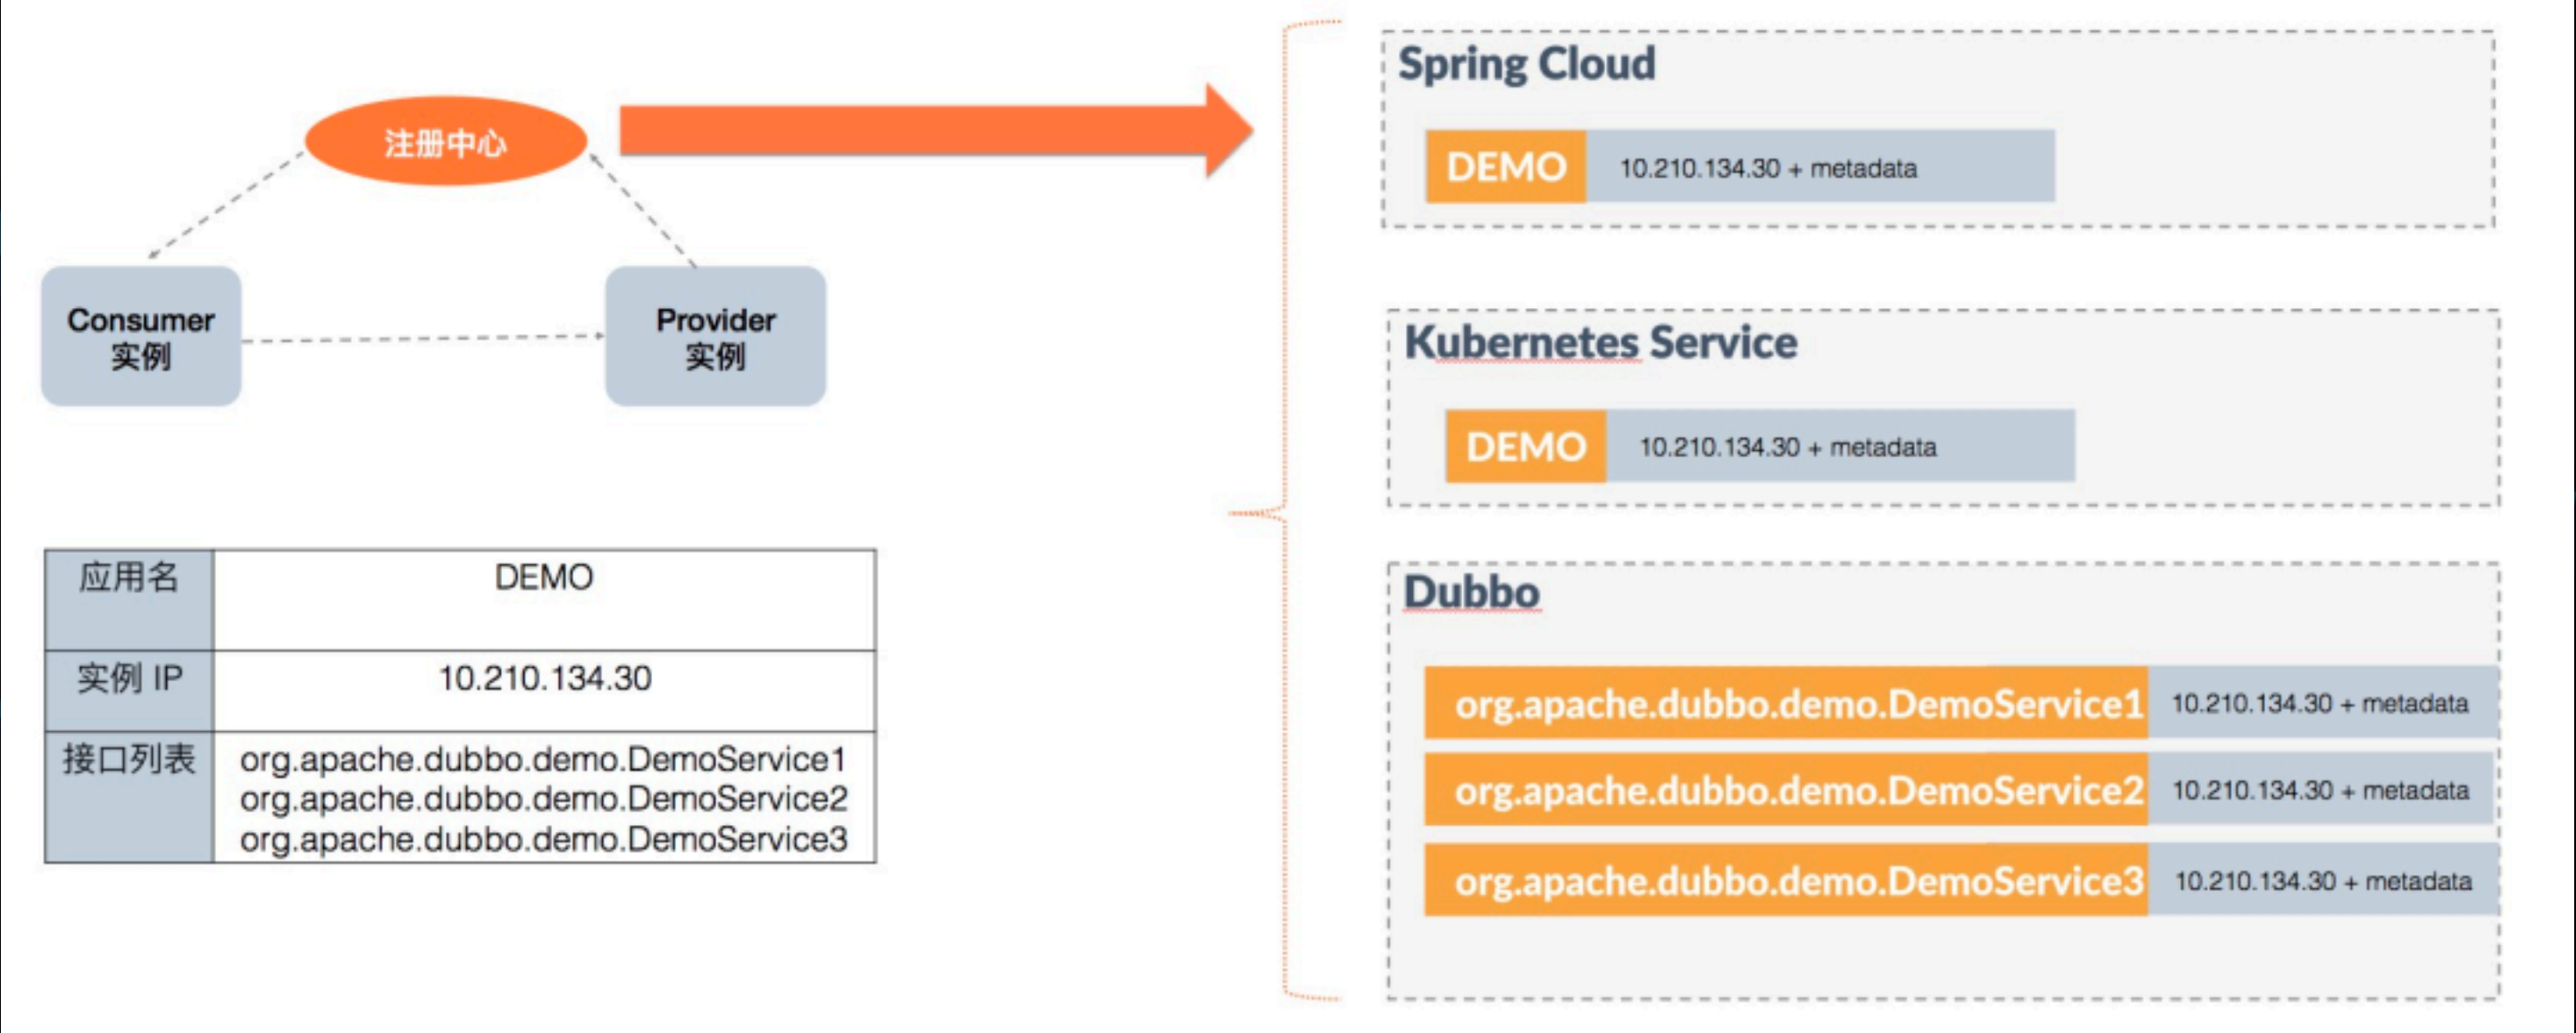 注册中心
Consumer
实例
Provider
实例
应用名
DEMO
实例 IP
10.210.134.30
接口列表
org.apache.dubbo.demo.DemoService1
org.apache.dubbo.demo.DemoService2
org.apache.dubbo.demo.DemoService3
Spring Cloud
DEMO
10.210.134.30 + metadata
Kubernetes Service
DEMO
10.210.134.30 + metadata
Dubbo
org.apache.dubbo.demo.DemoService1
10.210.134.30 + metadata
org.apache.dubbo.demo.DemoService2
10.210.134.30 + metadata
org.apache.dubbo.demo.DemoService3
10.210.134.30 + metadata